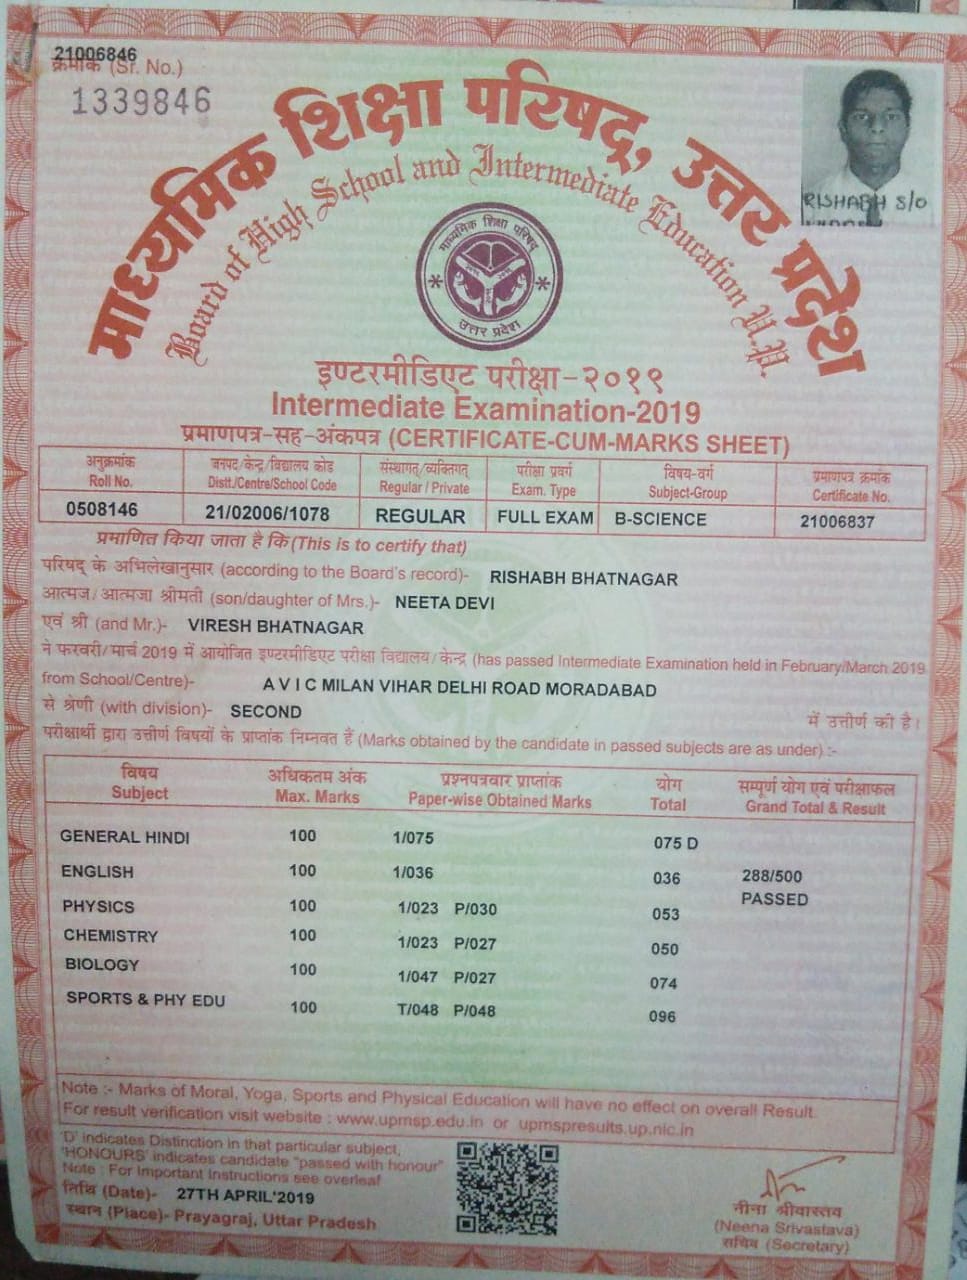 21006846
क्रमांक (Sr. No.)
1339846
माध्यमिक शिक्षा परिषद्, उत्तर प्रदेश
Board of High School and Intermediate Education U.P.
RISHABH S/O
माध्यमिक शिक्षा परिषद्
उत्तर प्रदेश
इण्टरमीडिएट परीक्षा-२०१९
Intermediate Examination-2019
प्रमाणपत्र-सह-अंकपत्र (CERTIFICATE-CUM-MARKS SHEET)
अनुक्रमांक जनपद/केन्द्र/विद्यालय कोड संस्थागत/व्यक्तिगत परीक्षा प्रवर्ग विषय-वर्ग प्रमाणपत्र क्रमांक
Roll No. Distt./Centre/School Code Regular / Private Exam. Type Subject-Group Certificate No.
0508146 21/02006/1078 REGULAR FULL EXAM B-SCIENCE 21006837
प्रमाणित किया जाता है कि (This is to certify that)
परिषद् के अभिलेखानुसार (according to the Board's record)- RISHABH BHATNAGAR
आत्मज/आत्मजा श्रीमती (son/daughter of Mrs.)- NEETA DEVI
एवं श्री (and Mr.)- VIRESH BHATNAGAR
ने फरवरी/मार्च 2019 में आयोजित इण्टरमीडिएट परीक्षा विद्यालय/केन्द्र (has passed Intermediate Examination held in February/March 2019
from School/Centre)- A V I C MILAN VIHAR DELHI ROAD MORADABAD
से श्रेणी (with division)- SECOND में उत्तीर्ण की है।
परीक्षार्थी द्वारा उत्तीर्ण विषयों के प्राप्तांक निम्नवत हैं (Marks obtained by the candidate in passed subjects are as under) :-
विषय अधिकतम अंक प्रश्नपत्रवार प्राप्तांक योग सम्पूर्ण योग एवं परीक्षाफल
Subject Max. Marks Paper-wise Obtained Marks Total Grand Total & Result
GENERAL HINDI 100 1/075 075 D
ENGLISH 100 1/036 036 288/500
PASSED
PHYSICS 100 1/023 P/030 053
CHEMISTRY 100 1/023 P/027 050
BIOLOGY 100 1/047 P/027 074
SPORTS & PHY EDU 100 T/048 P/048 096
Note :- Marks of Moral, Yoga, Sports and Physical Education will have no effect on overall Result.
For result verification visit website : www.upmsp.edu.in or upmspresults.up.nic.in
'D' indicates Distinction in that particular subject,
'HONOURS' indicates candidate "passed with honour"
Note : For Important Instructions see overleaf
तिथि (Date)- 27TH APRIL'2019
स्थान (Place)- Prayagraj, Uttar Pradesh
नीना श्रीवास्तव
(Neena Srivastava)
सचिव (Secretary)